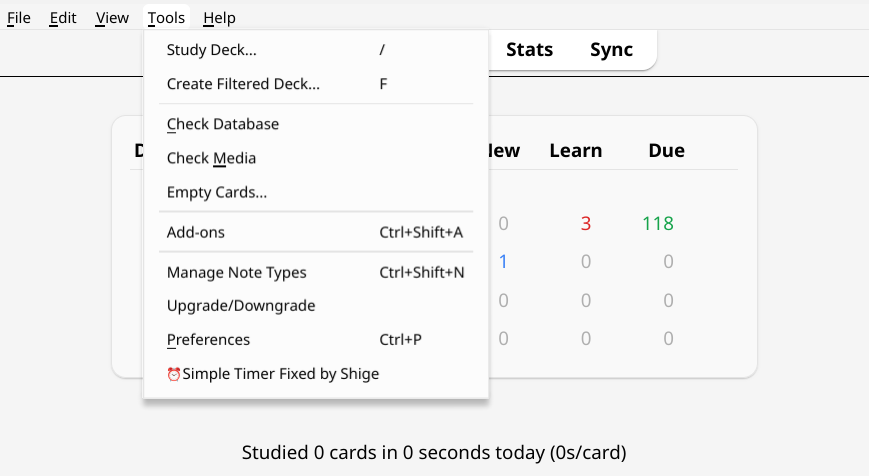 File Edit View Tools Help
Stats Sync
Study Deck... /
Create Filtered Deck... F
Check Database
Check Media
Empty Cards...
Add-ons Ctrl+Shift+A
Manage Note Types Ctrl+Shift+N
Upgrade/Downgrade
Preferences Ctrl+P
⏰Simple Timer Fixed by Shige
New Learn Due
0 3 118
1 0 0
0 0 0
0 0 0
Studied 0 cards in 0 seconds today (0s/card)